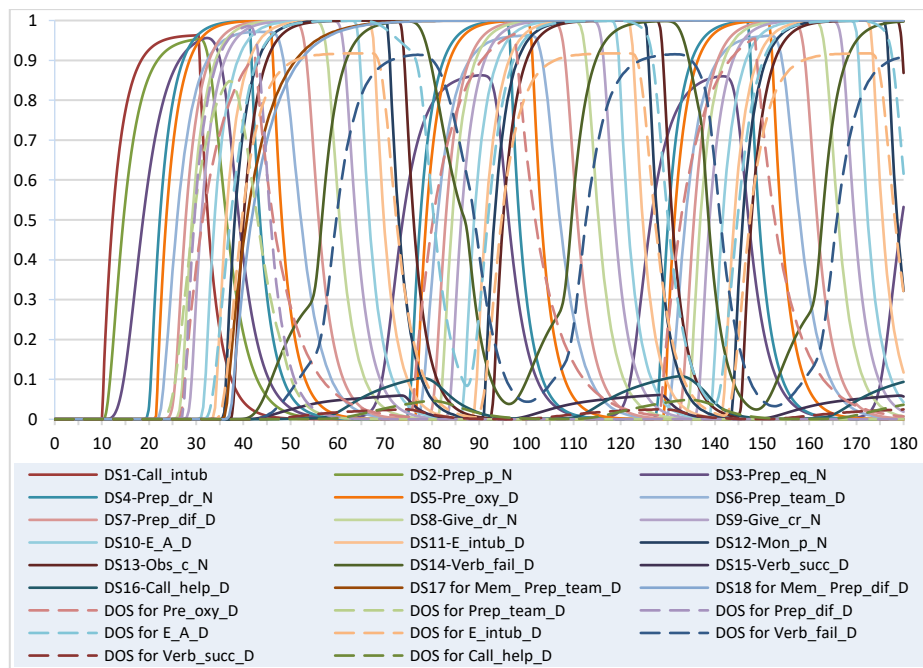 1
0.9
0.8
0.7
0.6
0.5
0.4
0.3
0.2
0.1
0
0 10 20 30 40 50 60 70 80 90 100 110 120 130 140 150 160 170 180
DS1-Call_intub DS2-Prep_p_N DS3-Prep_eq_N
DS4-Prep_dr_N DS5-Pre_oxy_D DS6-Prep_team_D
DS7-Prep_dif_D DS8-Give_dr_N DS9-Give_cr_N
DS10-E_A_D DS11-E_intub_D DS12-Mon_p_N
DS13-Obs_c_N DS14-Verb_fail_D DS15-Verb_succ_D
DS16-Call_help_D DS17 for Mem_ Prep_team_D DS18 for Mem_ Prep_dif_D
DOS for Pre_oxy_D DOS for Prep_team_D DOS for Prep_dif_D
DOS for E_A_D DOS for E_intub_D DOS for Verb_fail_D
DOS for Verb_succ_D DOS for Call_help_D